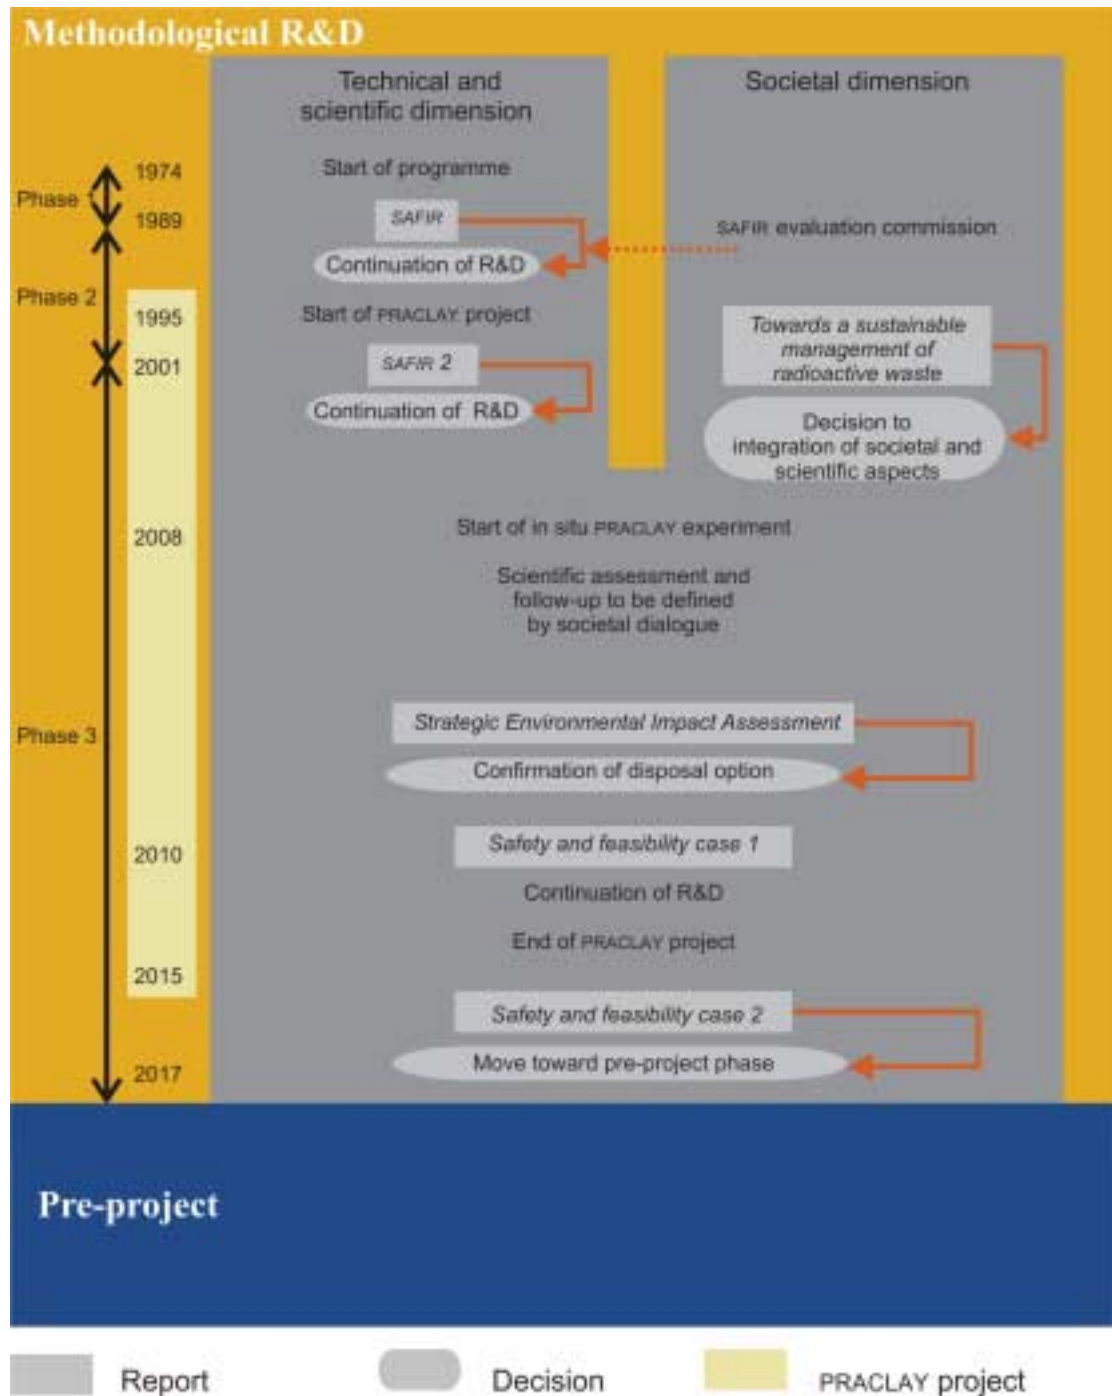 Methodological R&D
Technical and
scientific dimension
Societal dimension
1974
Start of programme
Phase
1989
SAFIR
SAFIR evaluation commission
Continuation of R&D
Phase 2
1995
Start of PRACLAY project
Towards a sustainable
management of
radioactive waste
2001
SAFIR 2
Continuation of R&D
Decision to
integration of societal and
scientific aspects
2008
Start of in situ PRACLAY experiment
Scientific assessment and
follow-up to be defined
by societal dialogue
Phase 3
Strategic Environmental Impact Assessment
Confirmation of disposal option
2010
Safety and feasibility case 1
Continuation of R&D
End of PRACLAY project
2015
Safety and feasibility case 2
Move toward pre-project phase
2017
Pre-project
Report
Decision
PRACLAY project